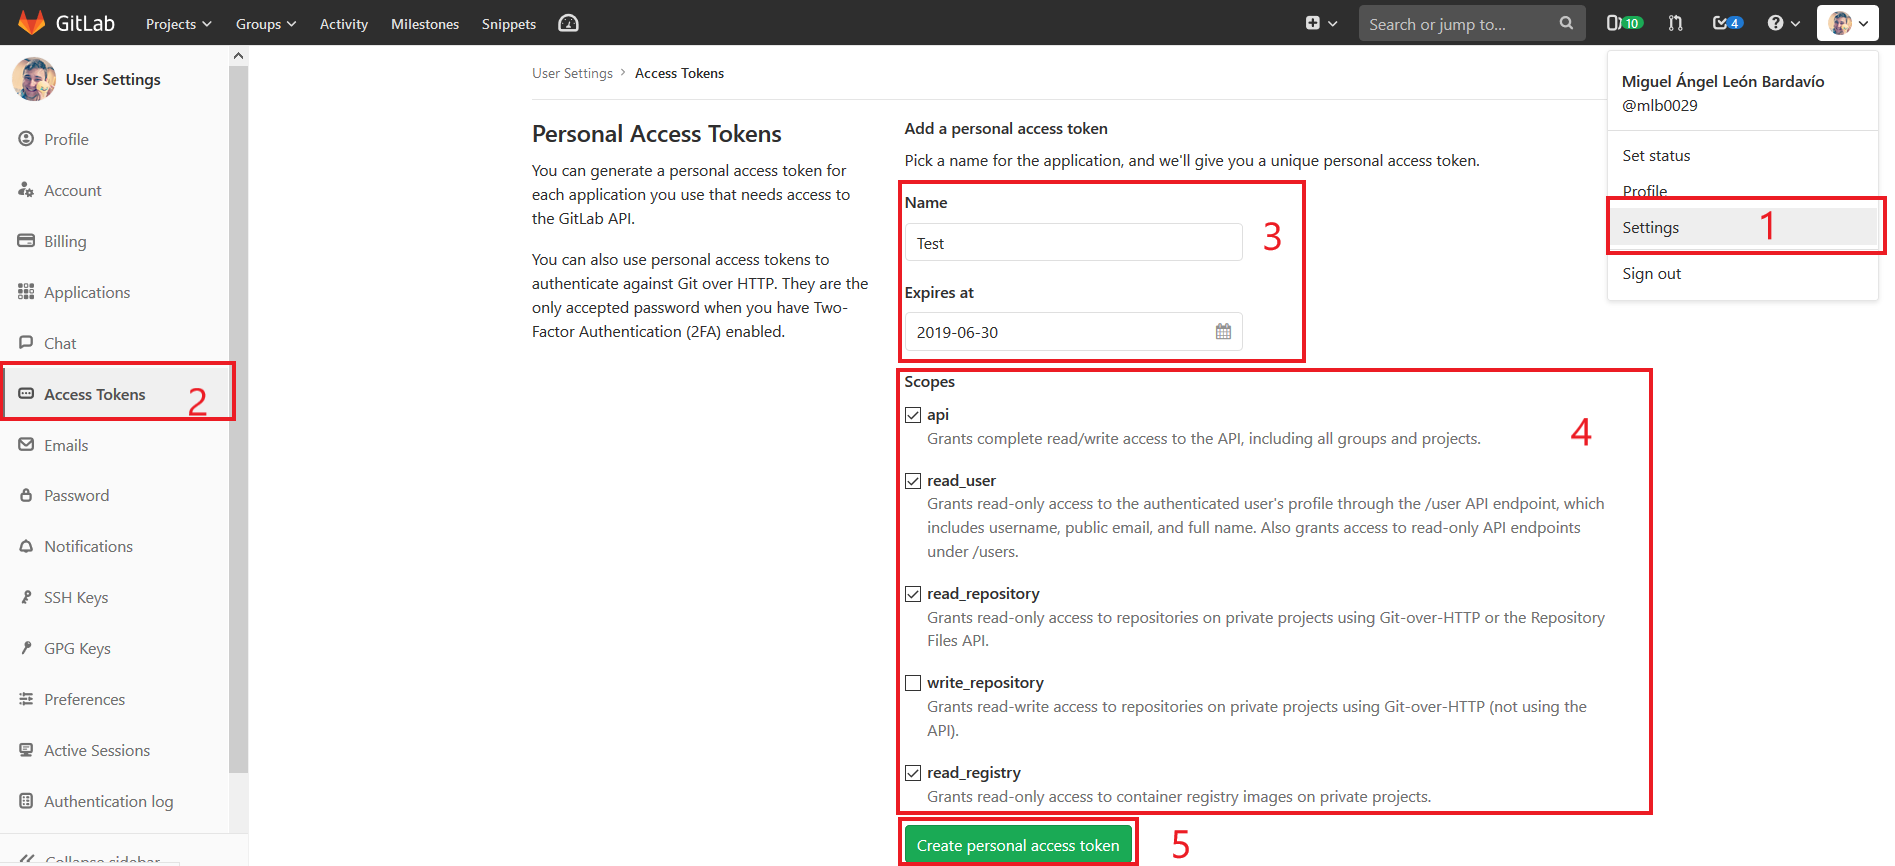 GitLab
Projects
Groups
Activity
Milestones
Snippets
Search or jump to...
10
4
User Settings
Profile
Account
Billing
Applications
Chat
Access Tokens
2
Emails
Password
Notifications
SSH Keys
GPG Keys
Preferences
Active Sessions
Authentication log
Collapse sidebar
User Settings > Access Tokens
Personal Access Tokens
You can generate a personal access token for
each application you use that needs access to
the GitLab API.
You can also use personal access tokens to
authenticate against Git over HTTP. They are the
only accepted password when you have Two-
Factor Authentication (2FA) enabled.
Add a personal access token
Pick a name for the application, and we'll give you a unique personal access token.
Name
Test
3
Expires at
2019-06-30
Scopes
4
api
Grants complete read/write access to the API, including all groups and projects.
read_user
Grants read-only access to the authenticated user's profile through the /user API endpoint, which
includes username, public email, and full name. Also grants access to read-only API endpoints
under /users.
read_repository
Grants read-only access to repositories on private projects using Git-over-HTTP or the Repository
Files API.
write_repository
Grants read-write access to repositories on private projects using Git-over-HTTP (not using the
API).
read_registry
Grants read-only access to container registry images on private projects.
Create personal access token
5
Miguel Ángel León Bardavío
@mlb0029
Set status
Profile
Settings
1
Sign out